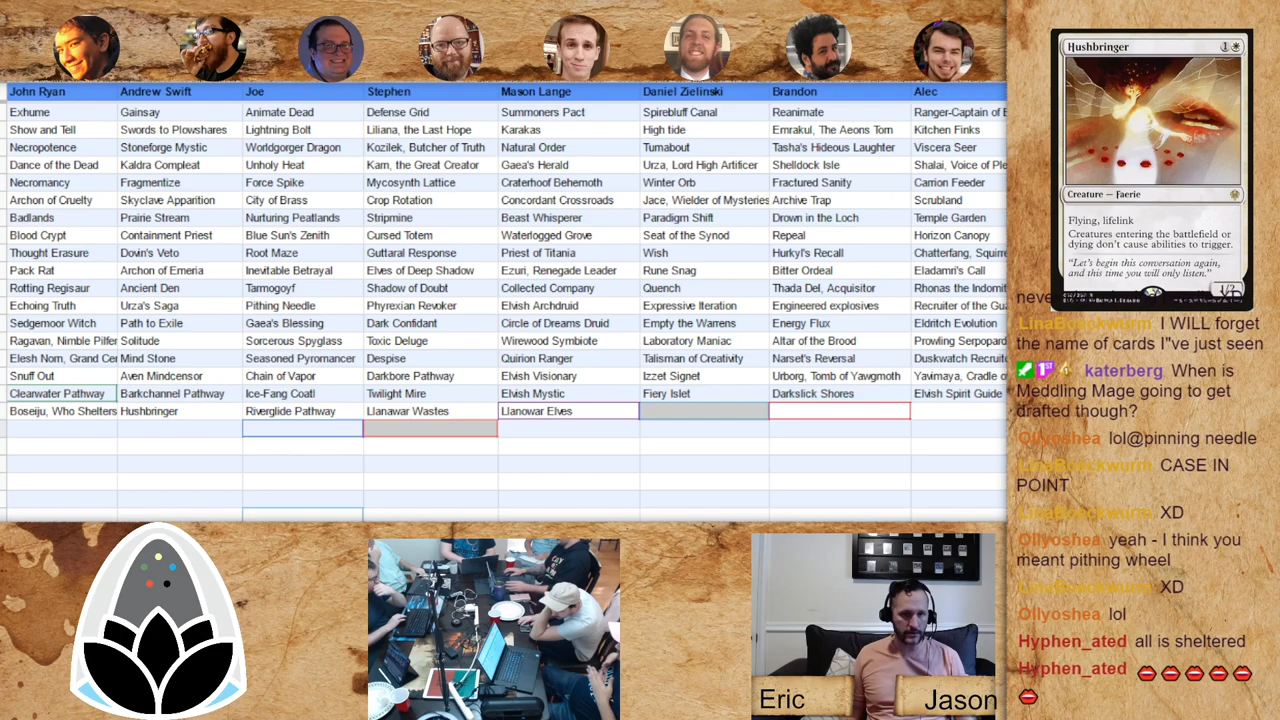 John Ryan Andrew Swift Joe Stephen Mason Lange Daniel Zielinski Brandon Alec
Exhume Gainsay Animate Dead Defense Grid Summoners Pact Spirebluff Canal Reanimate Ranger-Captain of E
Show and Tell Swords to Plowshares Lightning Bolt Liliana, the Last Hope Karakas High tide Emrakul, The Aeons Torn Kitchen Finks
Necropotence Stoneforge Mystic Worldgorger Dragon Kozilek, Butcher of Truth Natural Order Turnabout Tasha's Hideous Laughter Viscera Seer
Dance of the Dead Kaldra Compleat Unholy Heat Karn, the Great Creator Gaea's Herald Urza, Lord High Artificer Shelldock Isle Shalai, Voice of Ple
Necromancy Fragmentize Force Spike Mycosynth Lattice Craterhoof Behemoth Winter Orb Fractured Sanity Carrion Feeder
Archon of Cruelty Skyclave Apparition City of Brass Crop Rotation Concordant Crossroads Jace, Wielder of Mysteries Archive Trap Scrubland
Badlands Prairie Stream Nurturing Peatlands Stripmine Beast Whisperer Paradigm Shift Drown in the Loch Temple Garden
Blood Crypt Containment Priest Blue Sun's Zenith Cursed Totem Waterlogged Grove Seat of the Synod Repeal Horizon Canopy
Thought Erasure Dovin's Veto Root Maze Guttaral Response Priest of Titania Wish Hurkyl's Recall Chatterfang, Squirre
Pack Rat Archon of Emeria Inevitable Betrayal Elves of Deep Shadow Ezuri, Renegade Leader Rune Snag Bitter Ordeal Eladamri's Call
Rotting Regisaur Ancient Den Tarmogoyf Shadow of Doubt Collected Company Quench Thada Del, Acquisitor Rhonas the Indomit
Echoing Truth Urza's Saga Pithing Needle Phyrexian Revoker Elvish Archdruid Expressive Iteration Engineered explosives Recruiter of the Gua
Sedgemoor Witch Path to Exile Gaea's Blessing Dark Confidant Circle of Dreams Druid Empty the Warrens Energy Flux Eldritch Evolution
Ragavan, Nimble Pilfer Solitude Sorcerous Spyglass Toxic Deluge Wirewood Symbiote Laboratory Maniac Altar of the Brood Prowling Serpopard
Elesh Norn, Grand Cer Mind Stone Seasoned Pyromancer Despise Quirion Ranger Talisman of Creativity Narset's Reversal Duskwatch Recruite
Snuff Out Aven Mindcensor Chain of Vapor Darkbore Pathway Elvish Visionary Izzet Signet Urborg, Tomb of Yawgmoth Yavimaya, Cradle o
Clearwater Pathway Barkchannel Pathway Ice-Fang Coatl Twilight Mire Elvish Mystic Fiery Islet Darkslick Shores Elvish Spirit Guide
Boseiju, Who Shelters Hushbringer Riverglide Pathway Llanawar Wastes Llanowar Elves
Hushbringer
Creature — Faerie
Flying, lifelink
Creatures entering the battlefield or
dying don't cause abilities to trigger.
"Let's begin this conversation again,
and this time you will only listen."
1/2
neve
LinaBoeckwurm I WILL forget
the name of cards I"ve just seen
katerberg When is
Meddling Mage going to get
drafted though?
Ollyoshea lol@pinning needle
LinaBoeckwurm CASE IN
POINT
LinaBoeckwurm XD
Ollyoshea yeah - I think you
meant pithing wheel
LinaBoeckwurm XD
Ollyoshea lol
Hyphen_ated all is sheltered
Hyphen_ated
Eric
Jason